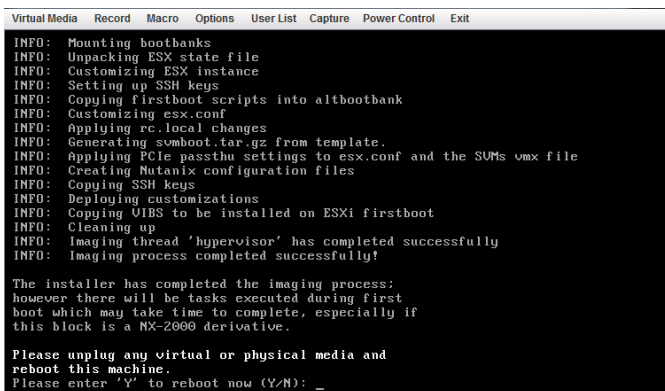 Virtual Media Record Macro Options User List Capture Power Control Exit
INFO: Mounting bootbanks
INFO: Unpacking ESX state file
INFO: Customizing ESX instance
INFO: Setting up SSH keys
INFO: Copying firstboot scripts into altbootbank
INFO: Customizing esx.conf
INFO: Applying rc.local changes
INFO: Generating svmboot.tar.gz from template.
INFO: Applying PCIe passthu settings to esx.conf and the SVMs vmx file
INFO: Creating Nutanix configuration files
INFO: Copying SSH keys
INFO: Deploying customizations
INFO: Copying VIBS to be installed on ESXi firstboot
INFO: Cleaning up
INFO: Imaging thread 'hypervisor' has completed successfully
INFO: Imaging process completed successfully!
The installer has completed the imaging process;
however there will be tasks executed during first
boot which may take time to complete, especially if
this block is a NX-2000 derivative.
Please unplug any virtual or physical media and
reboot this machine.
Please enter 'Y' to reboot now (Y/N): _